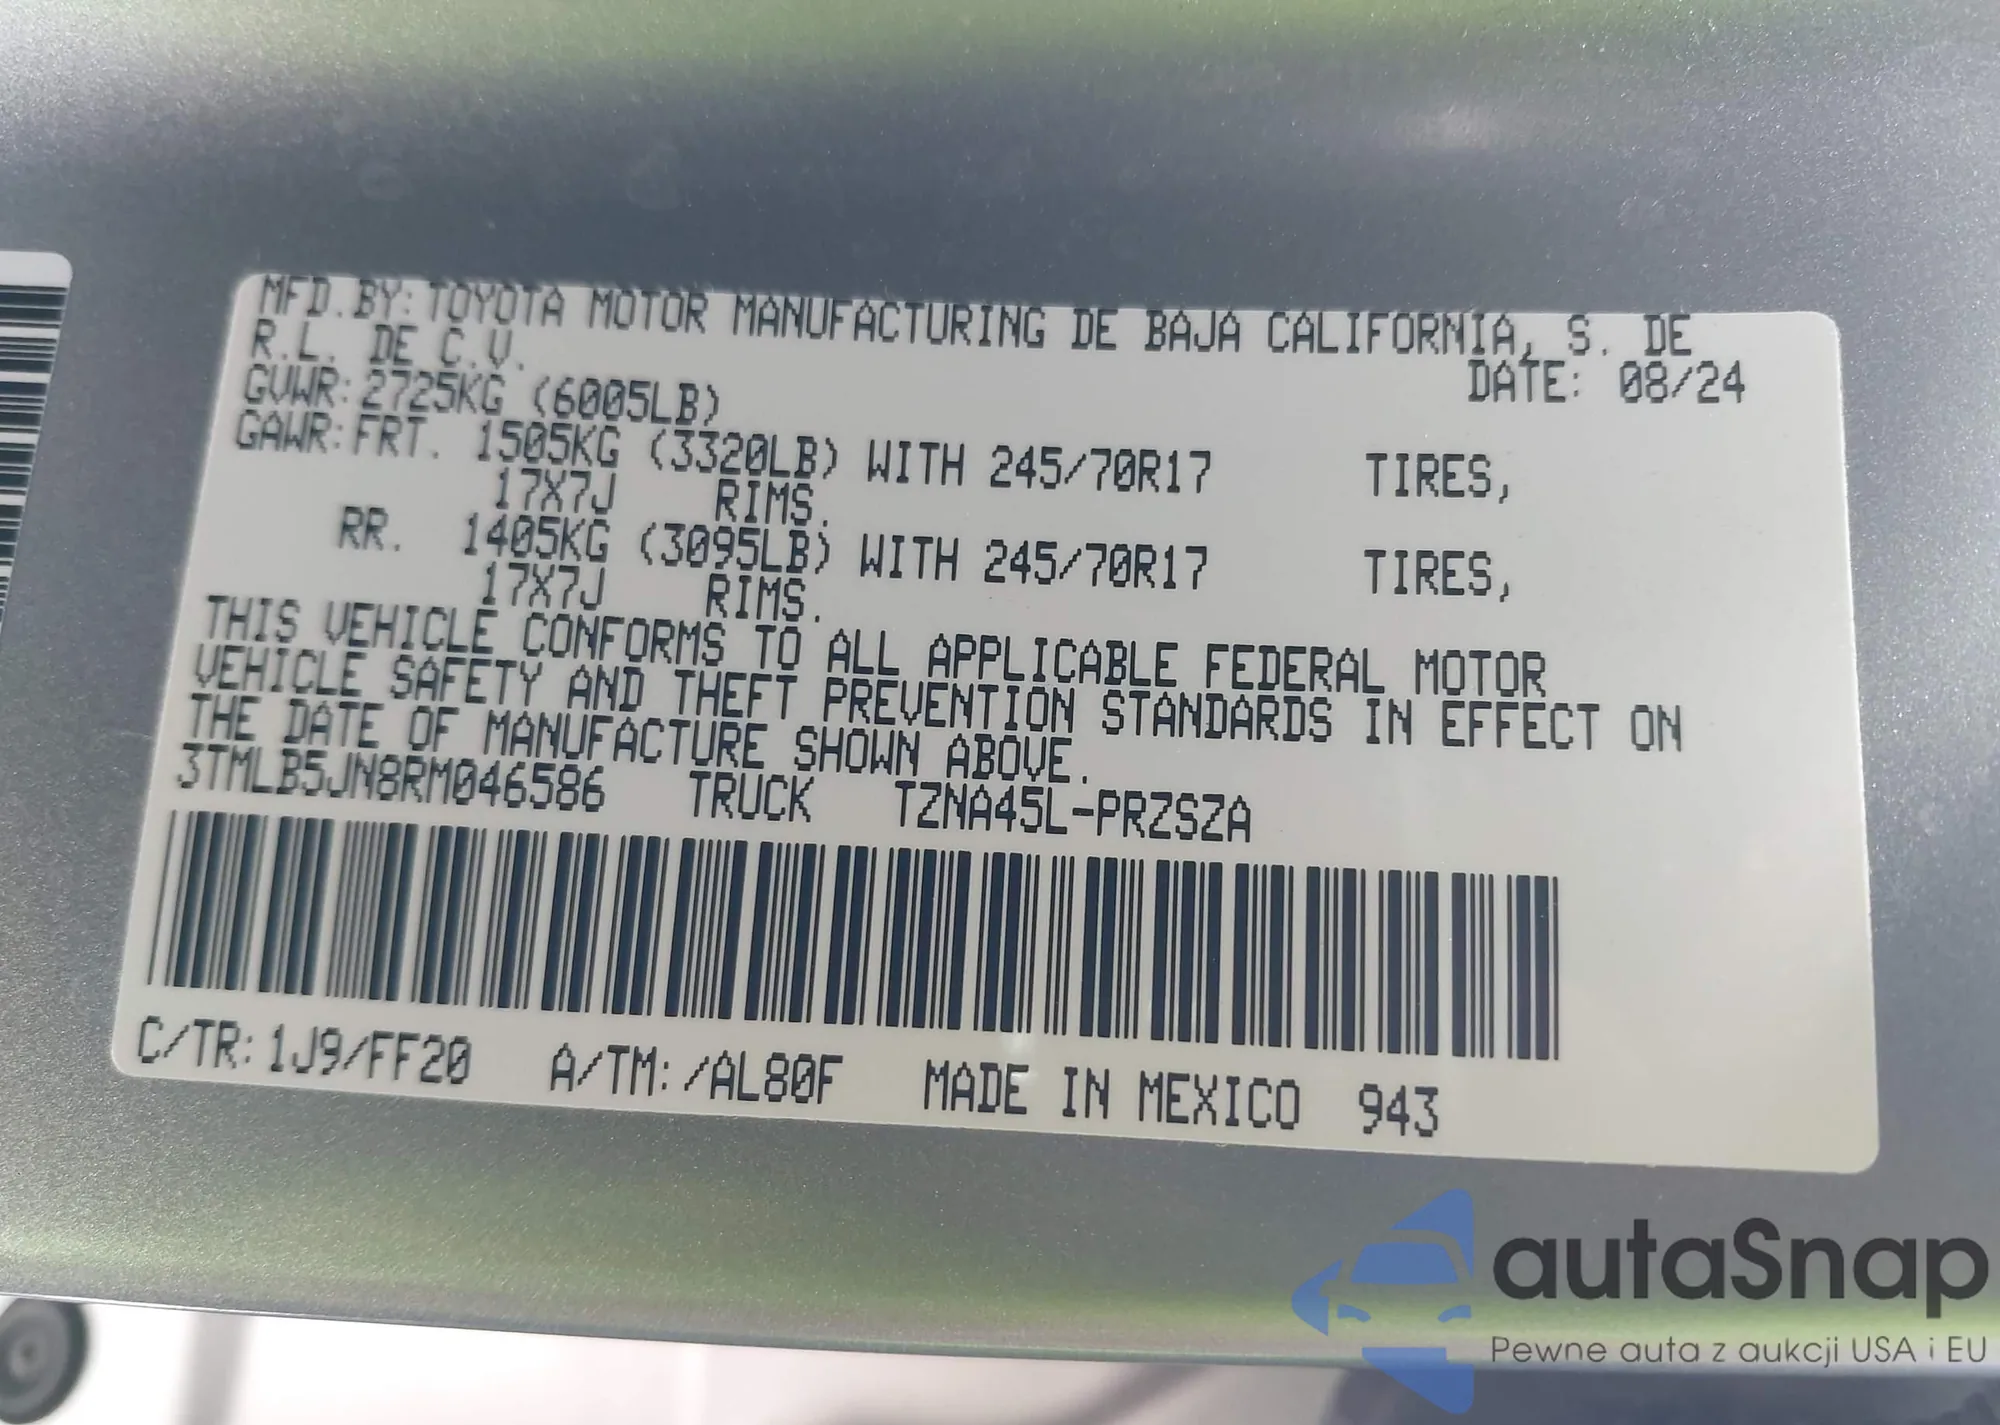 MFD.BY: TOYOTA MOTOR MANUFACTURING DE BAJA CALIFORNIA, S. DE
R.L. DE C.V.
DATE: 08/24
GVWR: 2725KG (6005LB)
GAWR: FRT. 1505KG (3320LB) WITH 245/70R17 TIRES,
17X7J RIMS.
RR. 1405KG (3095LB) WITH 245/70R17 TIRES,
17X7J RIMS.
THIS VEHICLE CONFORMS TO ALL APPLICABLE FEDERAL MOTOR
VEHICLE SAFETY AND THEFT PREVENTION STANDARDS IN EFFECT ON
THE DATE OF MANUFACTURE SHOWN ABOVE.
3TMLB5JN8RM046586 TRUCK TZNA45L-PRZSZA
C/TR: 1J9/FF20 A/TM: /AL80F MADE IN MEXICO 943
autaSnap
Pewne auta z aukcji USA i EU